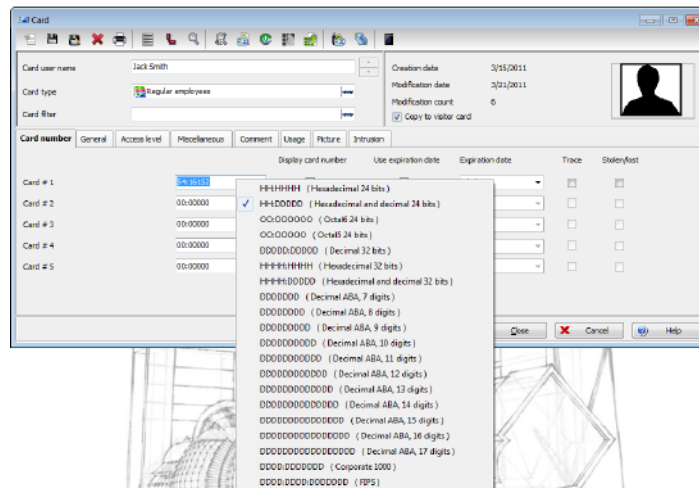 Card
Card user name
Jack Smith
Card type
Regular employees
Card filter
Creation date 3/15/2011
Modification date 3/21/2011
Modification count 6
Copy to visitor card
Card number General Access level Miscellaneous Comment Usage Picture Intrusion
Display card number Use expiration date Expiration date Trace Stolen/lost
Card # 1
Card # 2 00:00000
Card # 3 00:00000
Card # 4 00:00000
Card # 5 00:00000
HH:HHHH (Hexadecimal 24 bits)
HH:DDDDD (Hexadecimal and decimal 24 bits)
OO:OOOOOO (Octal6 24 bits)
OO:OOOOO (Octal5 24 bits)
DDDDD:DDDDD (Decimal 32 bits)
HHHH:HHHH (Hexadecimal 32 bits)
HHHH:DDDDD (Hexadecimal and decimal 32 bits)
DDDDDDD (Decimal ABA, 7 digits)
DDDDDDDD (Decimal ABA, 8 digits)
DDDDDDDDD (Decimal ABA, 9 digits)
DDDDDDDDDD (Decimal ABA, 10 digits)
DDDDDDDDDDD (Decimal ABA, 11 digits)
DDDDDDDDDDDD (Decimal ABA, 12 digits)
DDDDDDDDDDDDD (Decimal ABA, 13 digits)
DDDDDDDDDDDDDD (Decimal ABA, 14 digits)
DDDDDDDDDDDDDDD (Decimal ABA, 15 digits)
DDDDDDDDDDDDDDDD (Decimal ABA, 16 digits)
DDDDDDDDDDDDDDDDD (Decimal ABA, 17 digits)
DDDD:DDDDDDD (Corporate 1000)
DDDD:DDDD:DDDDDDD (FIPS)
Close Cancel Help